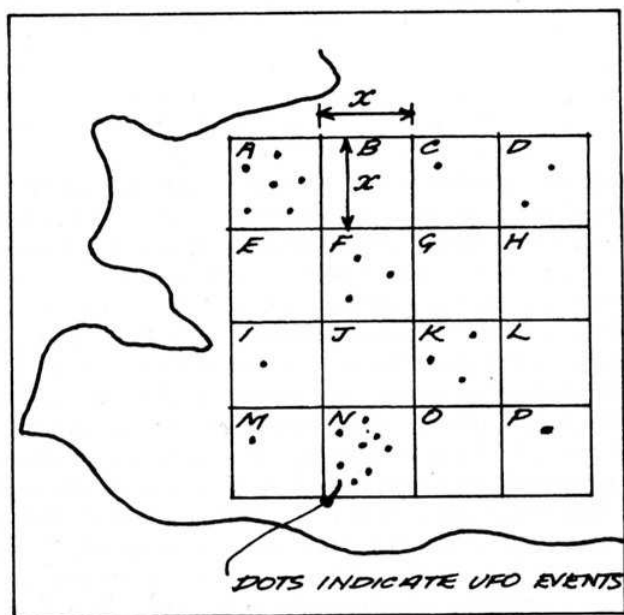 x
A B C D
x
E F G H
I J K L
M N O P
DOTS INDICATE UFO EVENTS